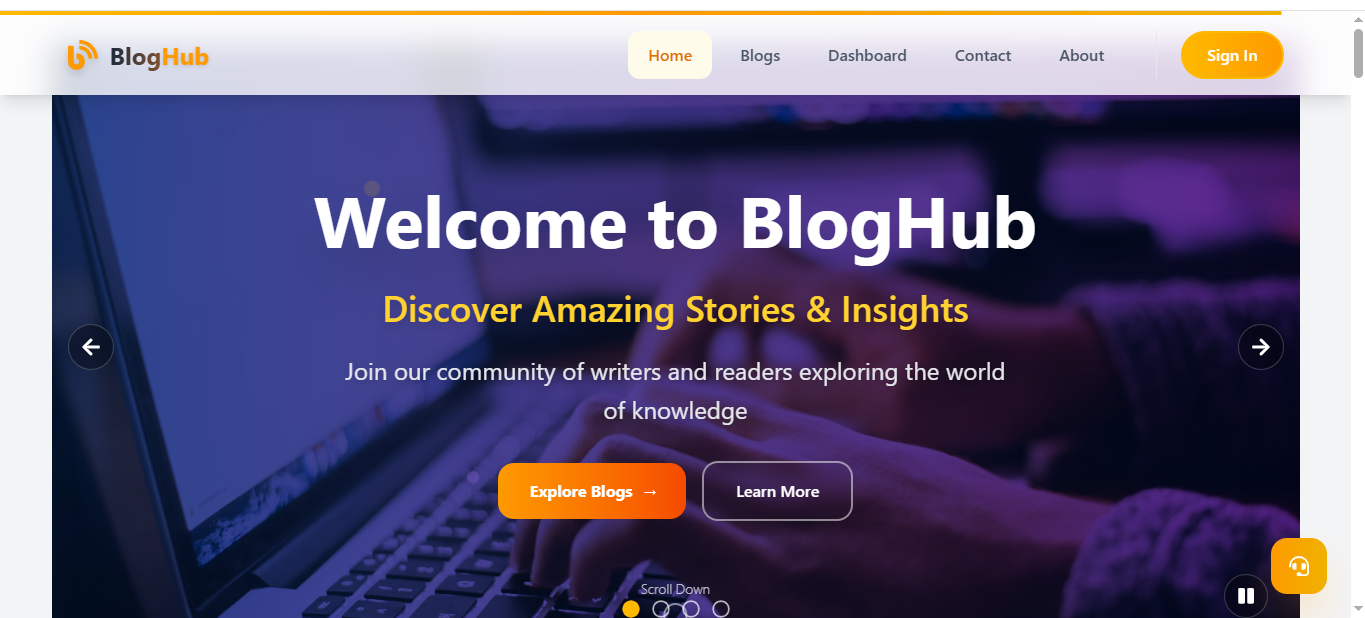 BlogHub
Home
Blogs
Dashboard
Contact
About
Sign In
Welcome to BlogHub
Discover Amazing Stories & Insights
Join our community of writers and readers exploring the world
of knowledge
Explore Blogs →
Learn More
Scroll Down